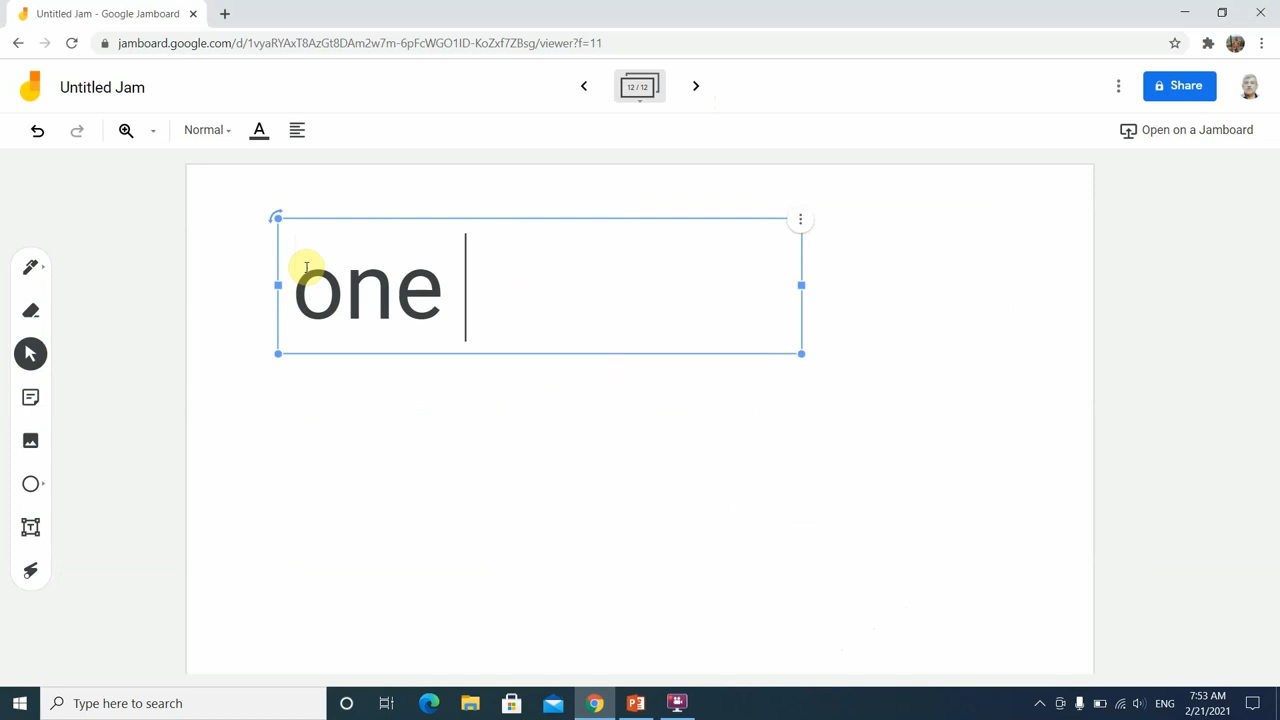 Untitled Jam - Google Jamboard
jamboard.google.com/d/1vyaRYAxT8AzGt8DAm2w7m-6pFcWGO1ID-KoZxf7ZBsg/viewer?f=11
Untitled Jam
12 / 12
Share
Normal
A
Open on a Jamboard
one
T
Type here to search
ENG
7:53 AM
2/21/2021